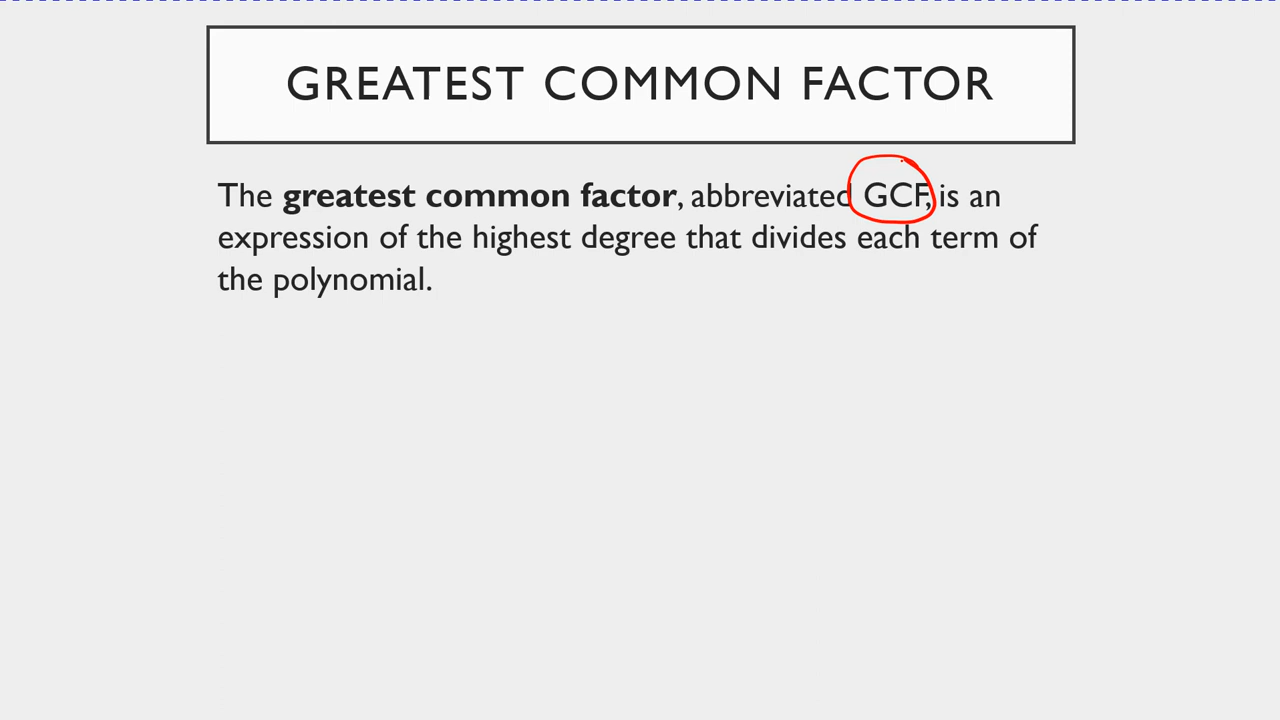 GREATEST COMMON FACTOR
The greatest common factor, abbreviated GCF, is an
expression of the highest degree that divides each term of
the polynomial.